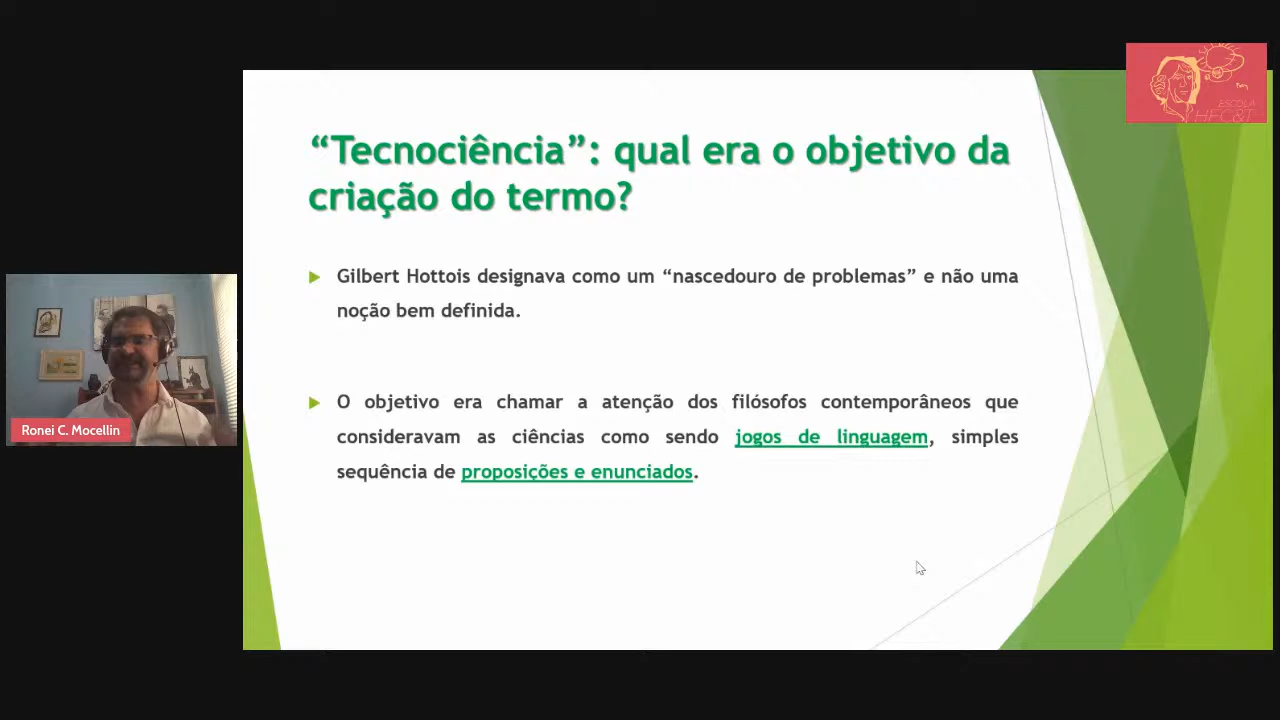 “Tecnociência”: qual era o objetivo da
criação do termo?
Gilbert Hottois designava como um “nascedouro de problemas” e não uma
noção bem definida.
O objetivo era chamar a atenção dos filósofos contemporâneos que
consideravam as ciências como sendo jogos de linguagem, simples
sequência de proposições e enunciados.
Ronei C. Mocellin
ESCOLA
HFC&T